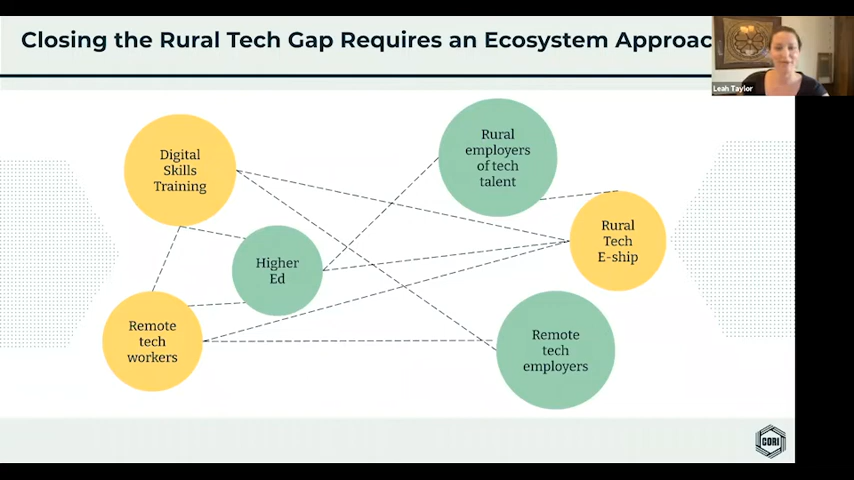 Closing the Rural Tech Gap Requires an Ecosystem Approac
Leah Taylor
Digital
Skills
Training
Rural
employers
of tech
talent
Higher
Ed
Rural
Tech
E-ship
Remote
tech
workers
Remote
tech
employers
CORI